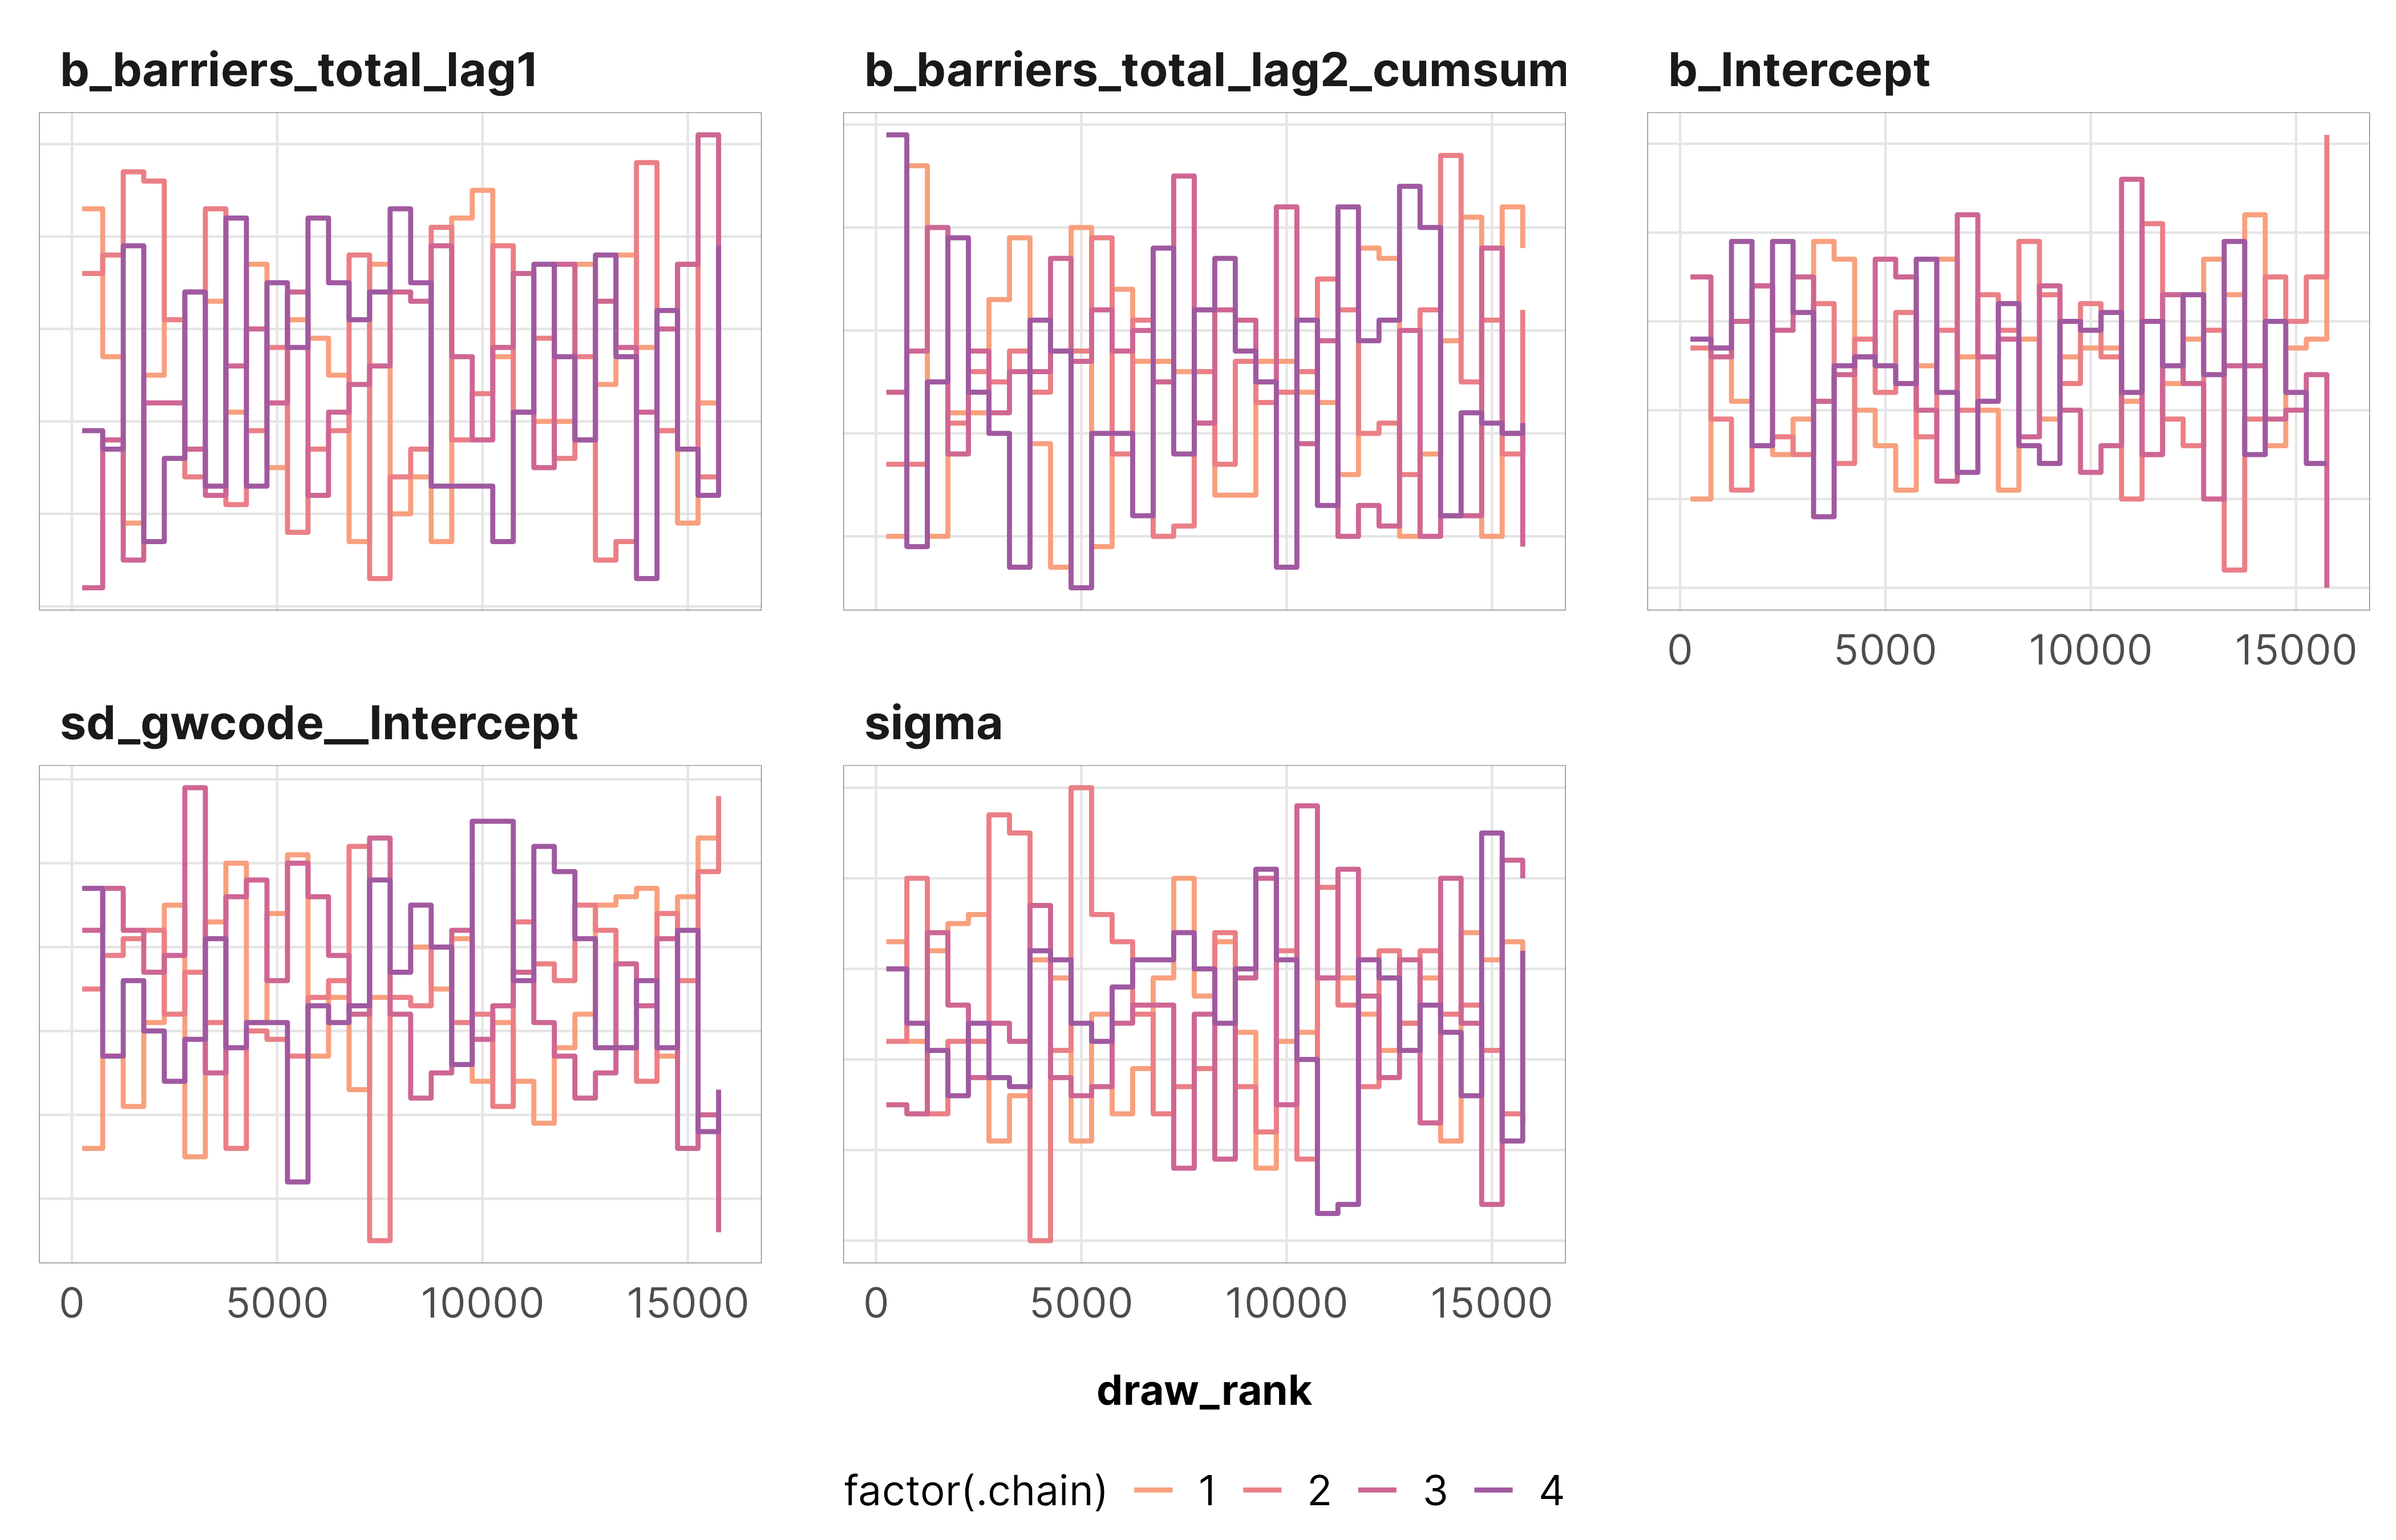 b_barriers_total_lag1
b_barriers_total_lag2_cumsum
b_Intercept
0 5000 10000 15000
sd_gwcode__Intercept
sigma
0 5000 10000 15000
0 5000 10000 15000
draw_rank
factor(.chain) 1 2 3 4